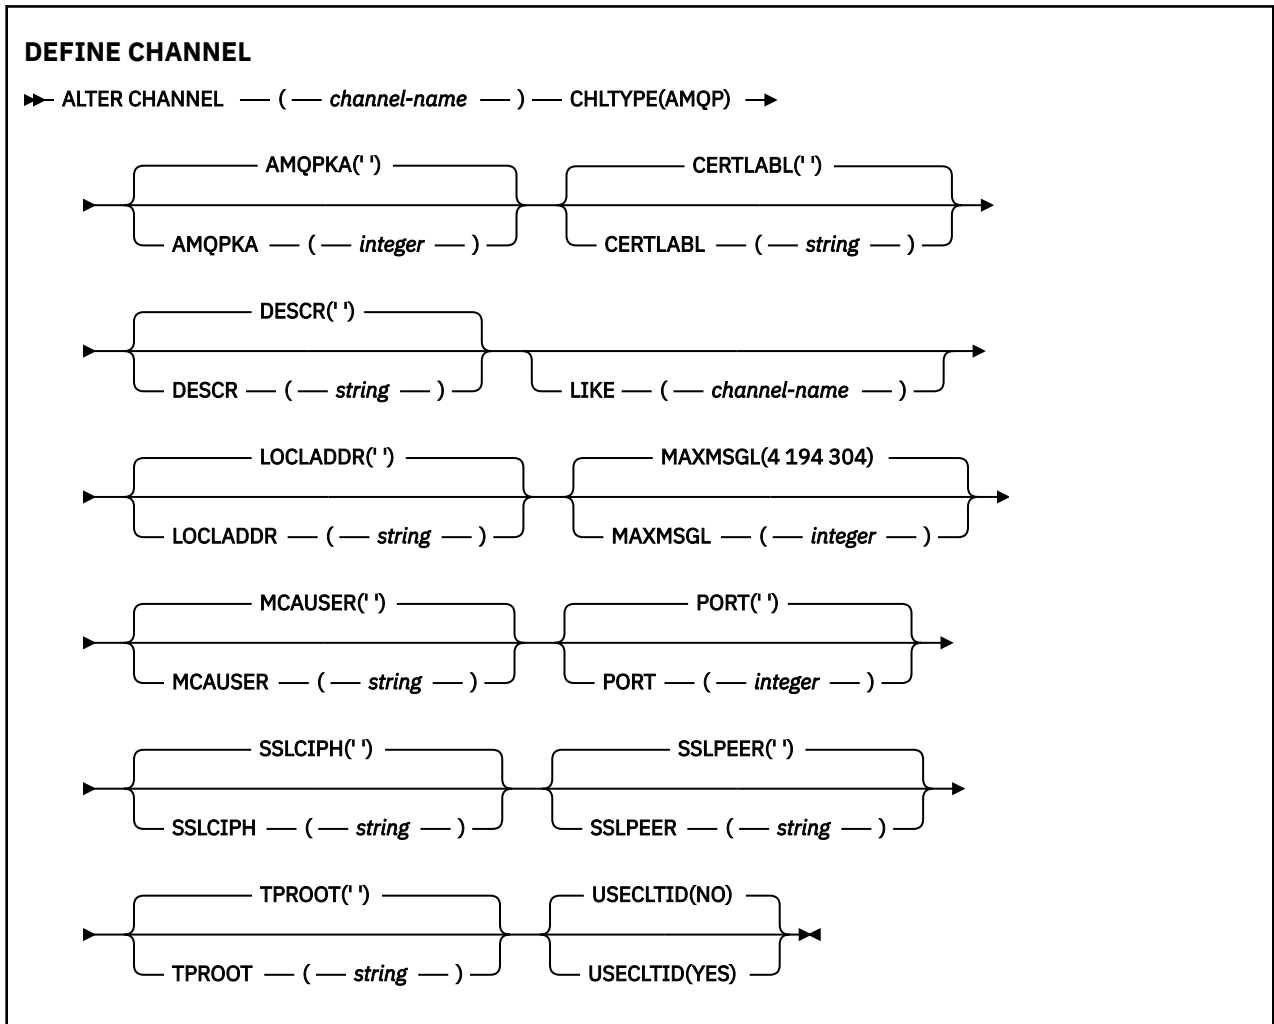 DEFINE CHANNEL
ALTER CHANNEL ( channel-name ) CHLTYPE(AMQP)
AMQPKA(' ') CERTLABL(' ')
AMQPKA ( integer ) CERTLABL ( string )
DESCR(' ')
DESCR ( string ) LIKE ( channel-name )
LOCLADDR(' ') MAXMSGL(4 194 304)
LOCLADDR ( string ) MAXMSGL ( integer )
MCAUSER(' ') PORT(' ')
MCAUSER ( string ) PORT ( integer )
SSLCIPH(' ') SSLPEER(' ')
SSLCIPH ( string ) SSLPEER ( string )
TPROOT(' ') USECLTID(NO)
TPROOT ( string ) USECLTID(YES)